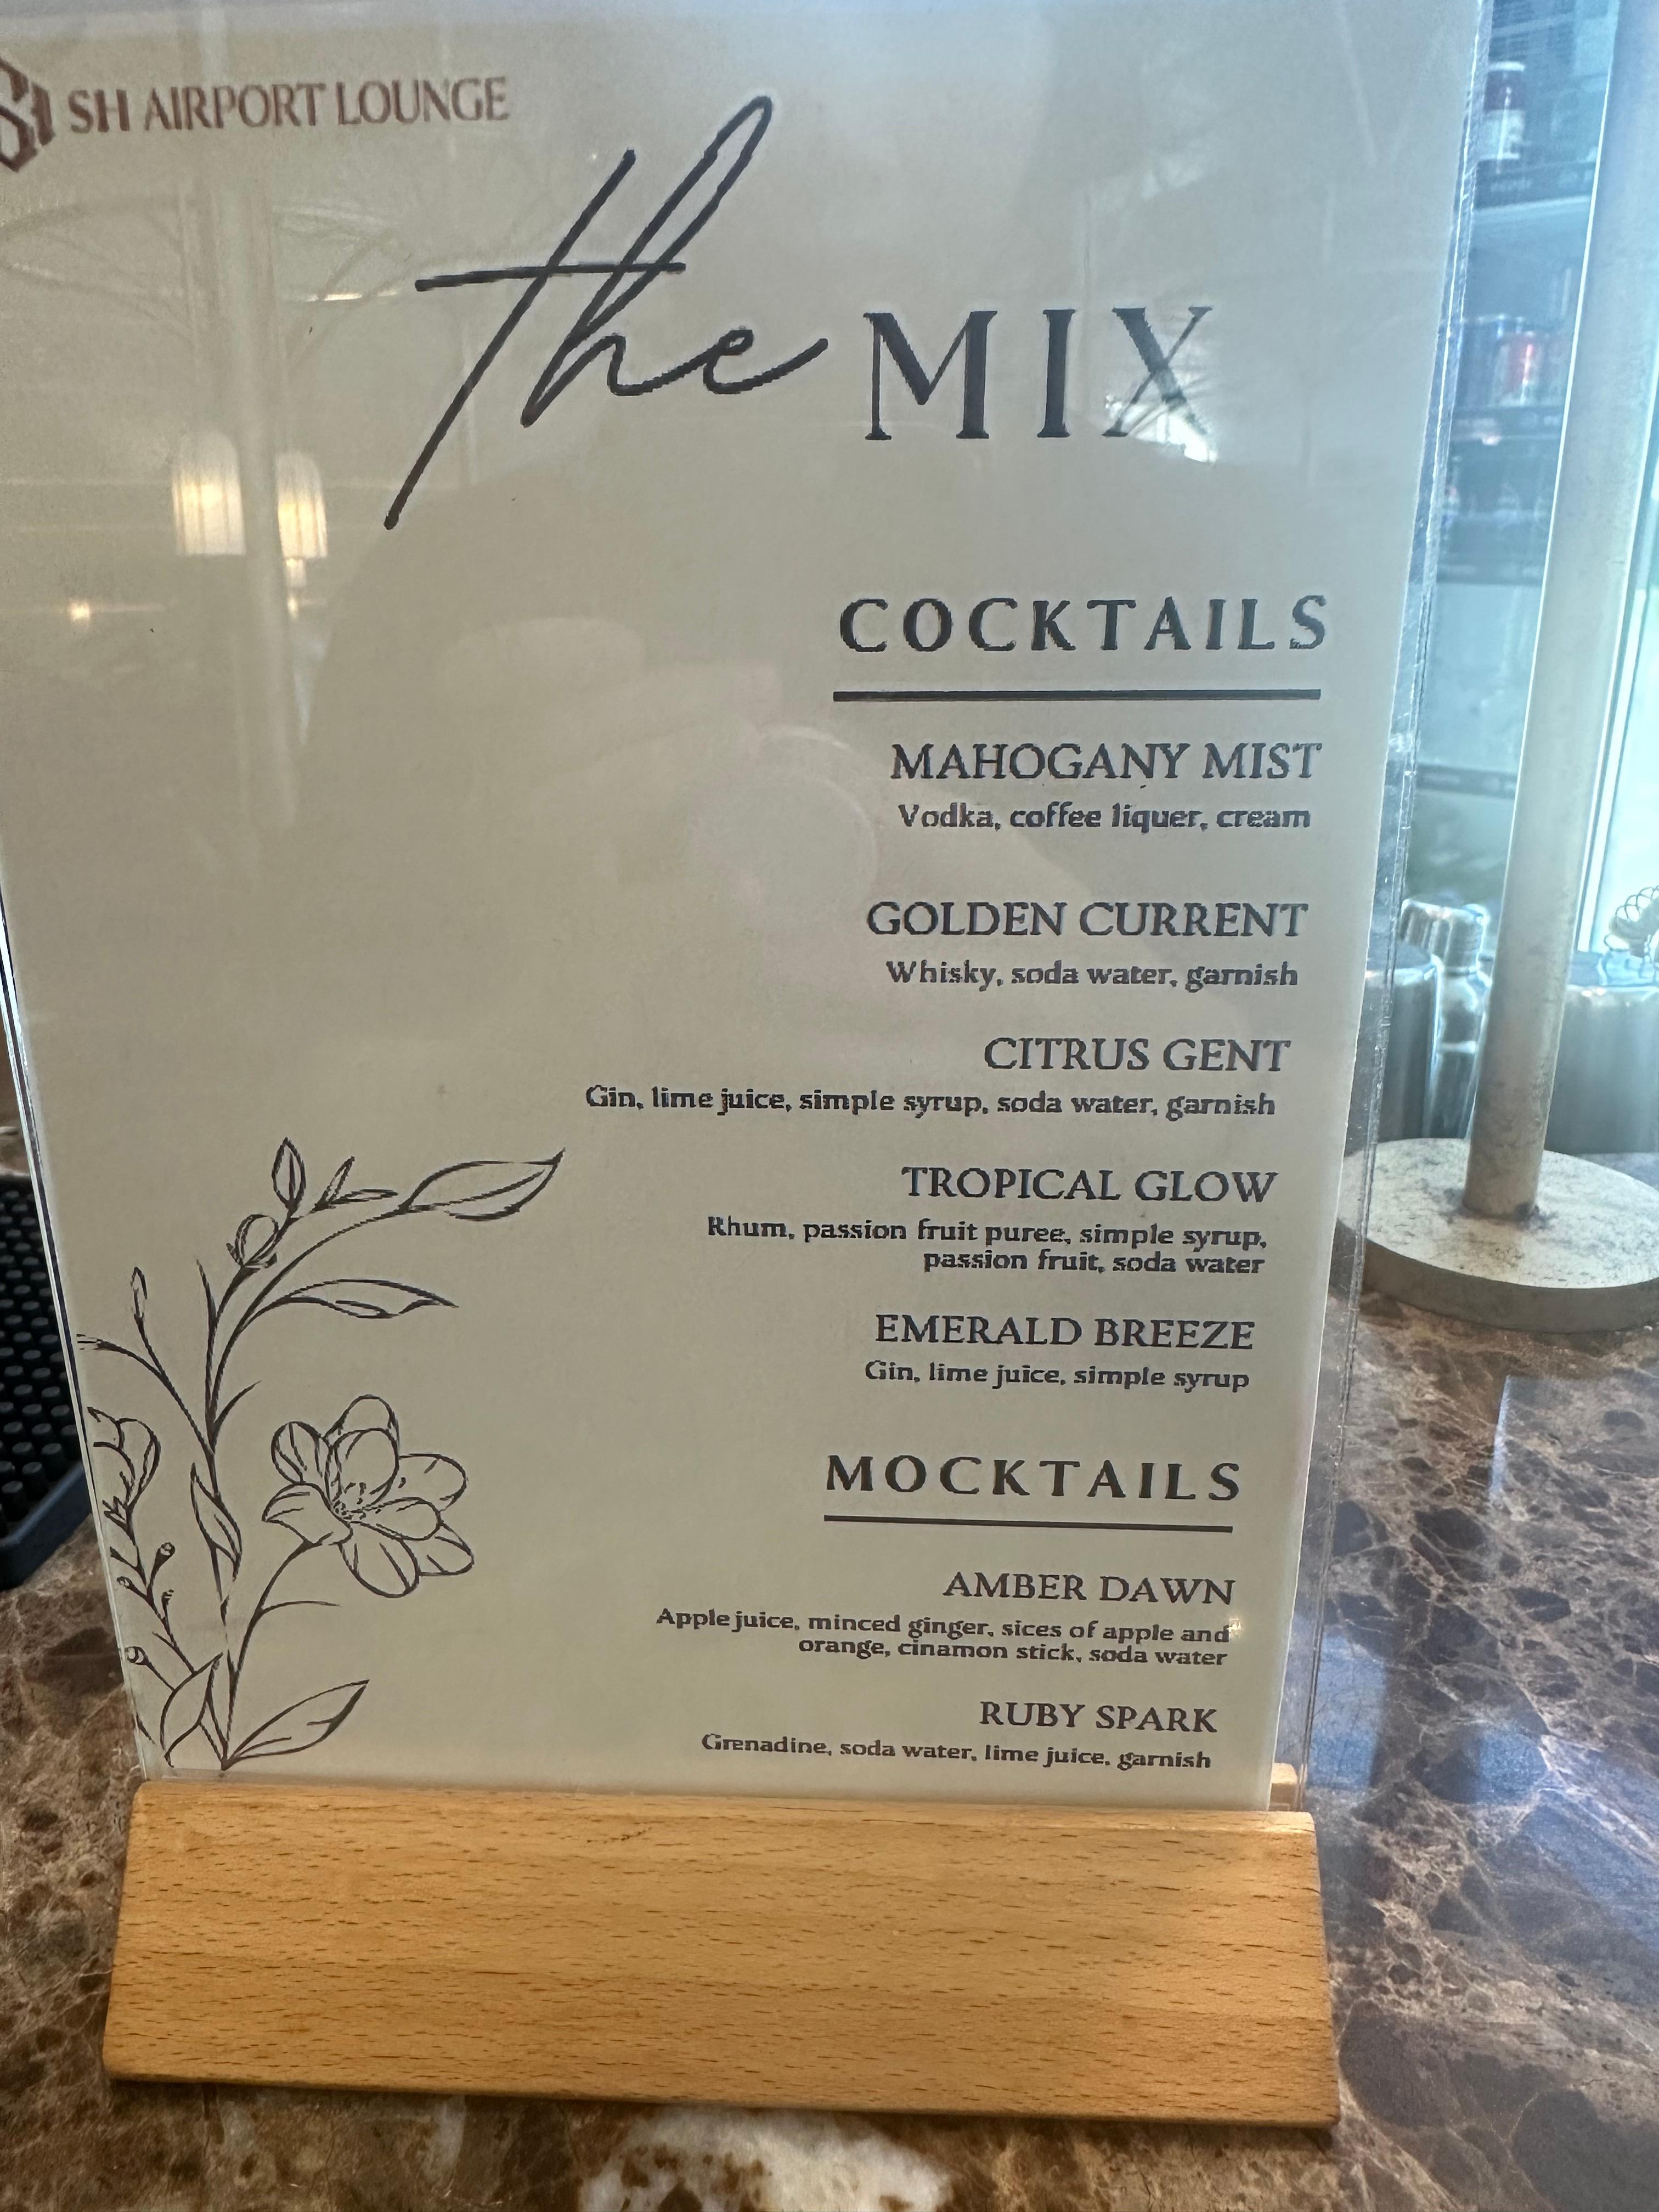 SH AIRPORT LOUNGE
the MIX
COCKTAILS
MAHOGANY MIST
Vodka, coffee liquer, cream
GOLDEN CURRENT
Whisky, soda water, garnish
CITRUS GENT
Gin, lime juice, simple syrup, soda water, garnish
TROPICAL GLOW
Rhum, passion fruit puree, simple syrup,
passion fruit, soda water
EMERALD BREEZE
Gin, lime juice, simple syrup
MOCKTAILS
AMBER DAWN
Apple juice, minced ginger, sices of apple and
orange, cinamon stick, soda water
RUBY SPARK
Grenadine, soda water, lime juice, garnish